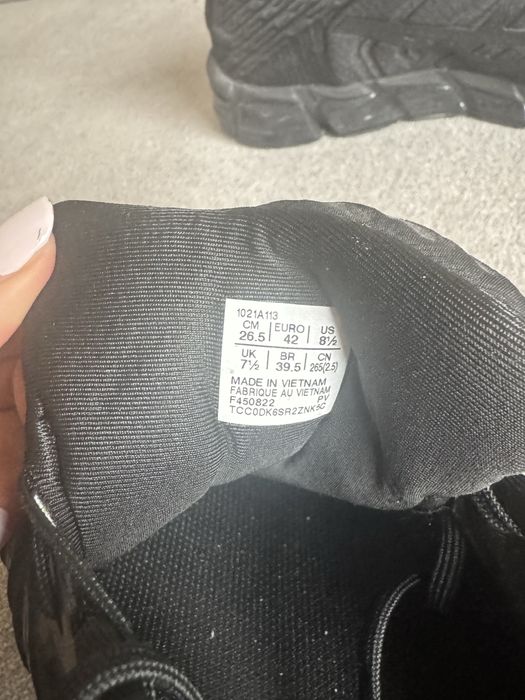 1021A113
CM EURO US
26.5 42 8½
UK BR CN
7½ 39.5 265(2.5)
MADE IN VIETNAM
FABRIQUE AU VIETNAM
F450822 PV
TCC0DK6SR2ZNK5C